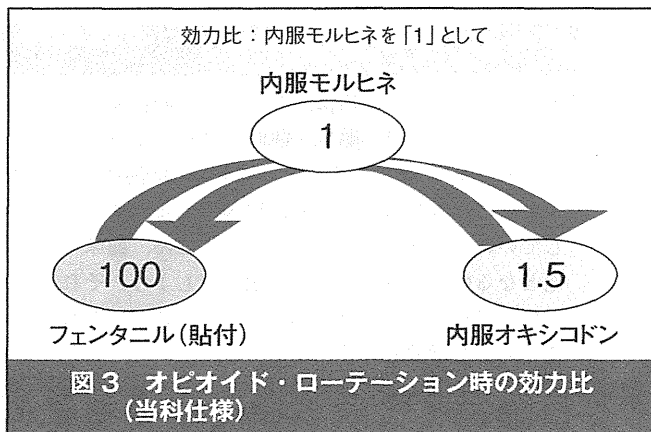 効力比：内服モルヒネを「1」として
内服モルヒネ
1
100
1.5
フェンタニル(貼付)
内服オキシコドン
図3 オピオイド・ローテーション時の効力比
(当科仕様)